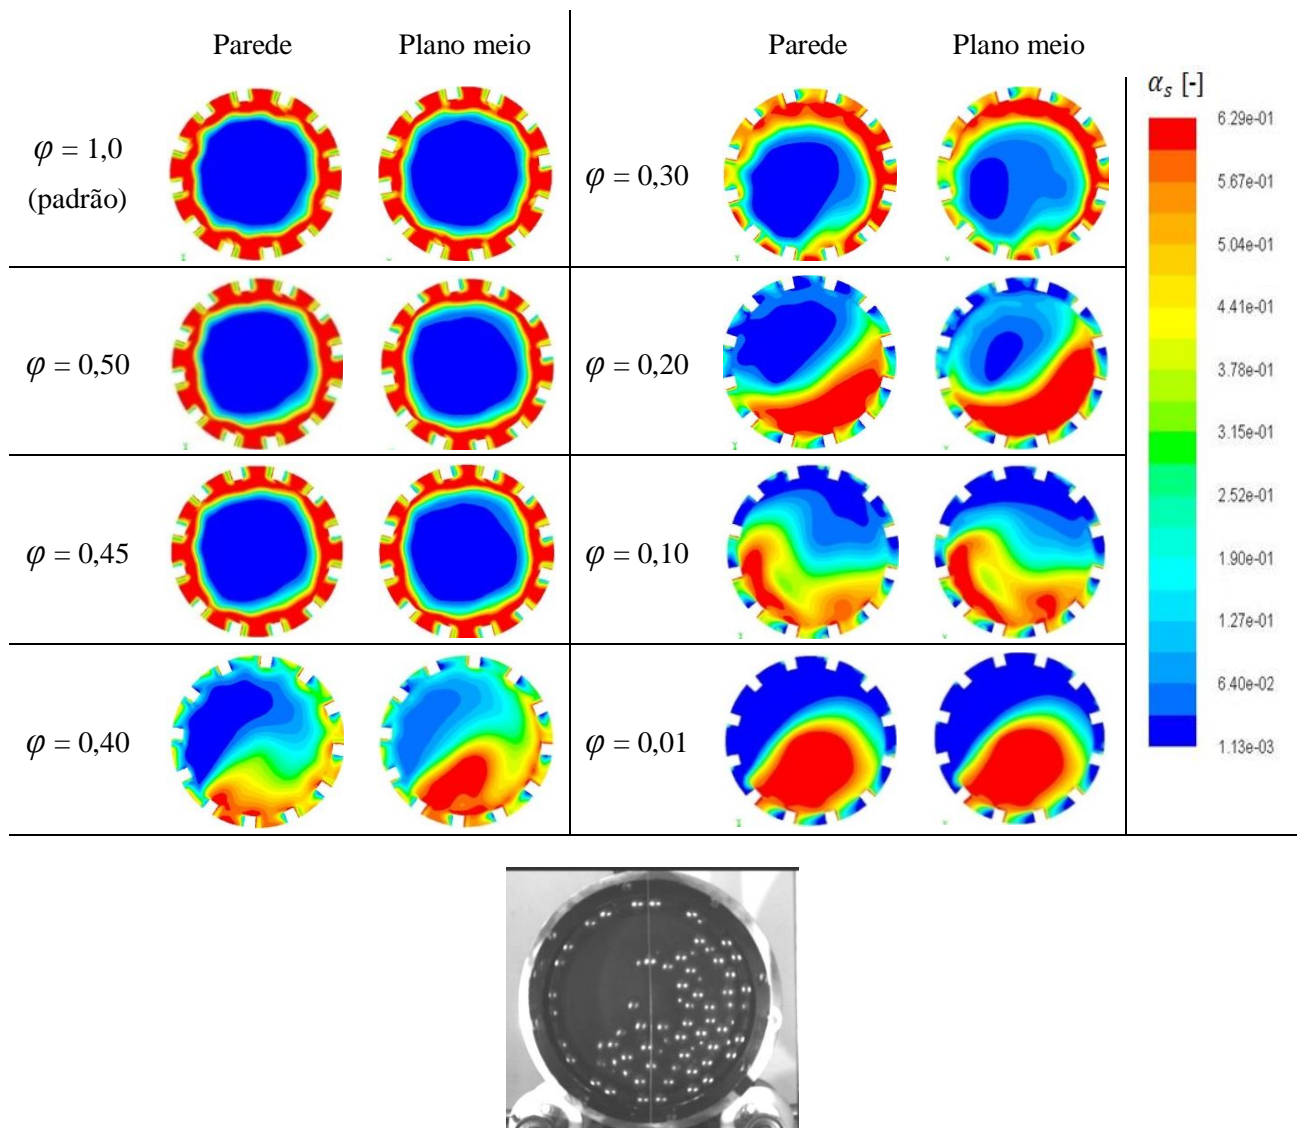 Parede Plano meio
φ = 1,0
(padrão)
φ = 0,50
φ = 0,45
φ = 0,40
Parede Plano meio
φ = 0,30
φ = 0,20
φ = 0,10
φ = 0,01
αs [-]
6.29e-01
5.67e-01
5.04e-01
4.41e-01
3.78e-01
3.15e-01
2.52e-01
1.90e-01
1.27e-01
6.40e-02
1.13e-03